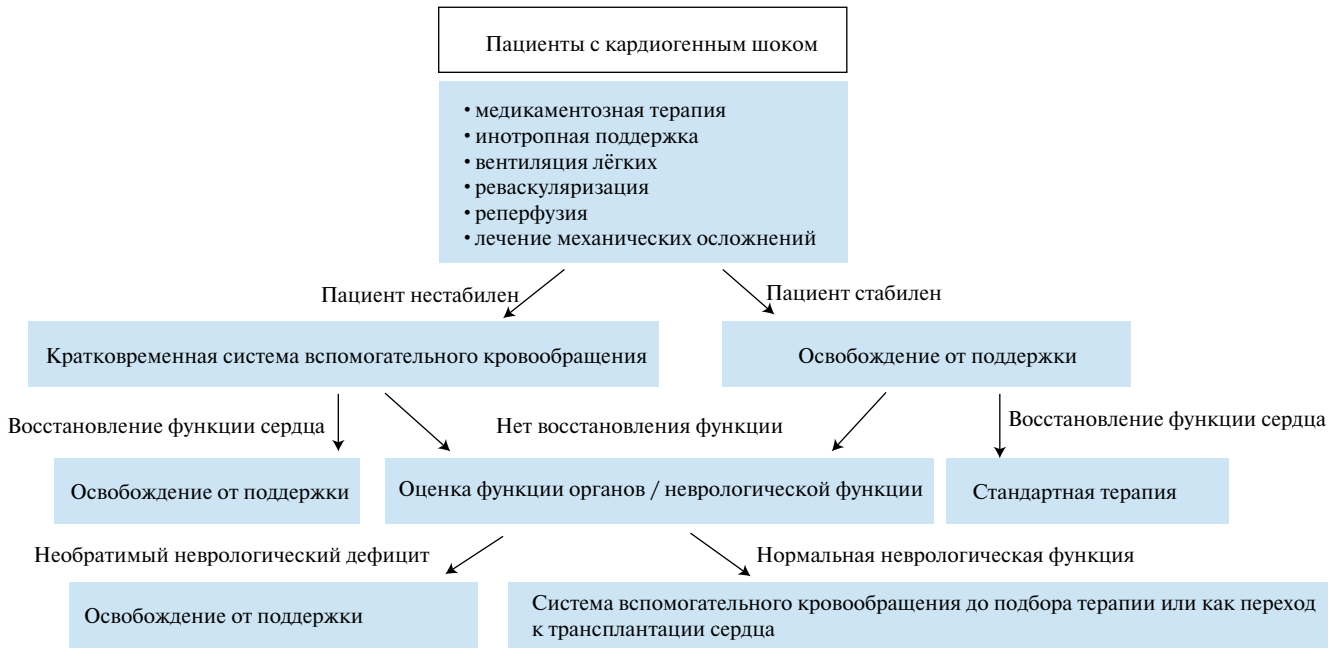 Пациенты с кардиогенным шоком
• медикаментозная терапия
• инотропная поддержка
• вентиляция лёгких
• реваскуляризация
• реперфузия
• лечение механических осложнений
Пациент нестабилен
Пациент стабилен
Кратковременная система вспомогательного кровообращения
Освобождение от поддержки
Восстановление функции сердца
Нет восстановления функции
Восстановление функции сердца
Освобождение от поддержки
Оценка функции органов / неврологической функции
Стандартная терапия
Необратимый неврологический дефицит
Нормальная неврологическая функция
Освобождение от поддержки
Система вспомогательного кровообращения до подбора терапии или как переход
к трансплантации сердца